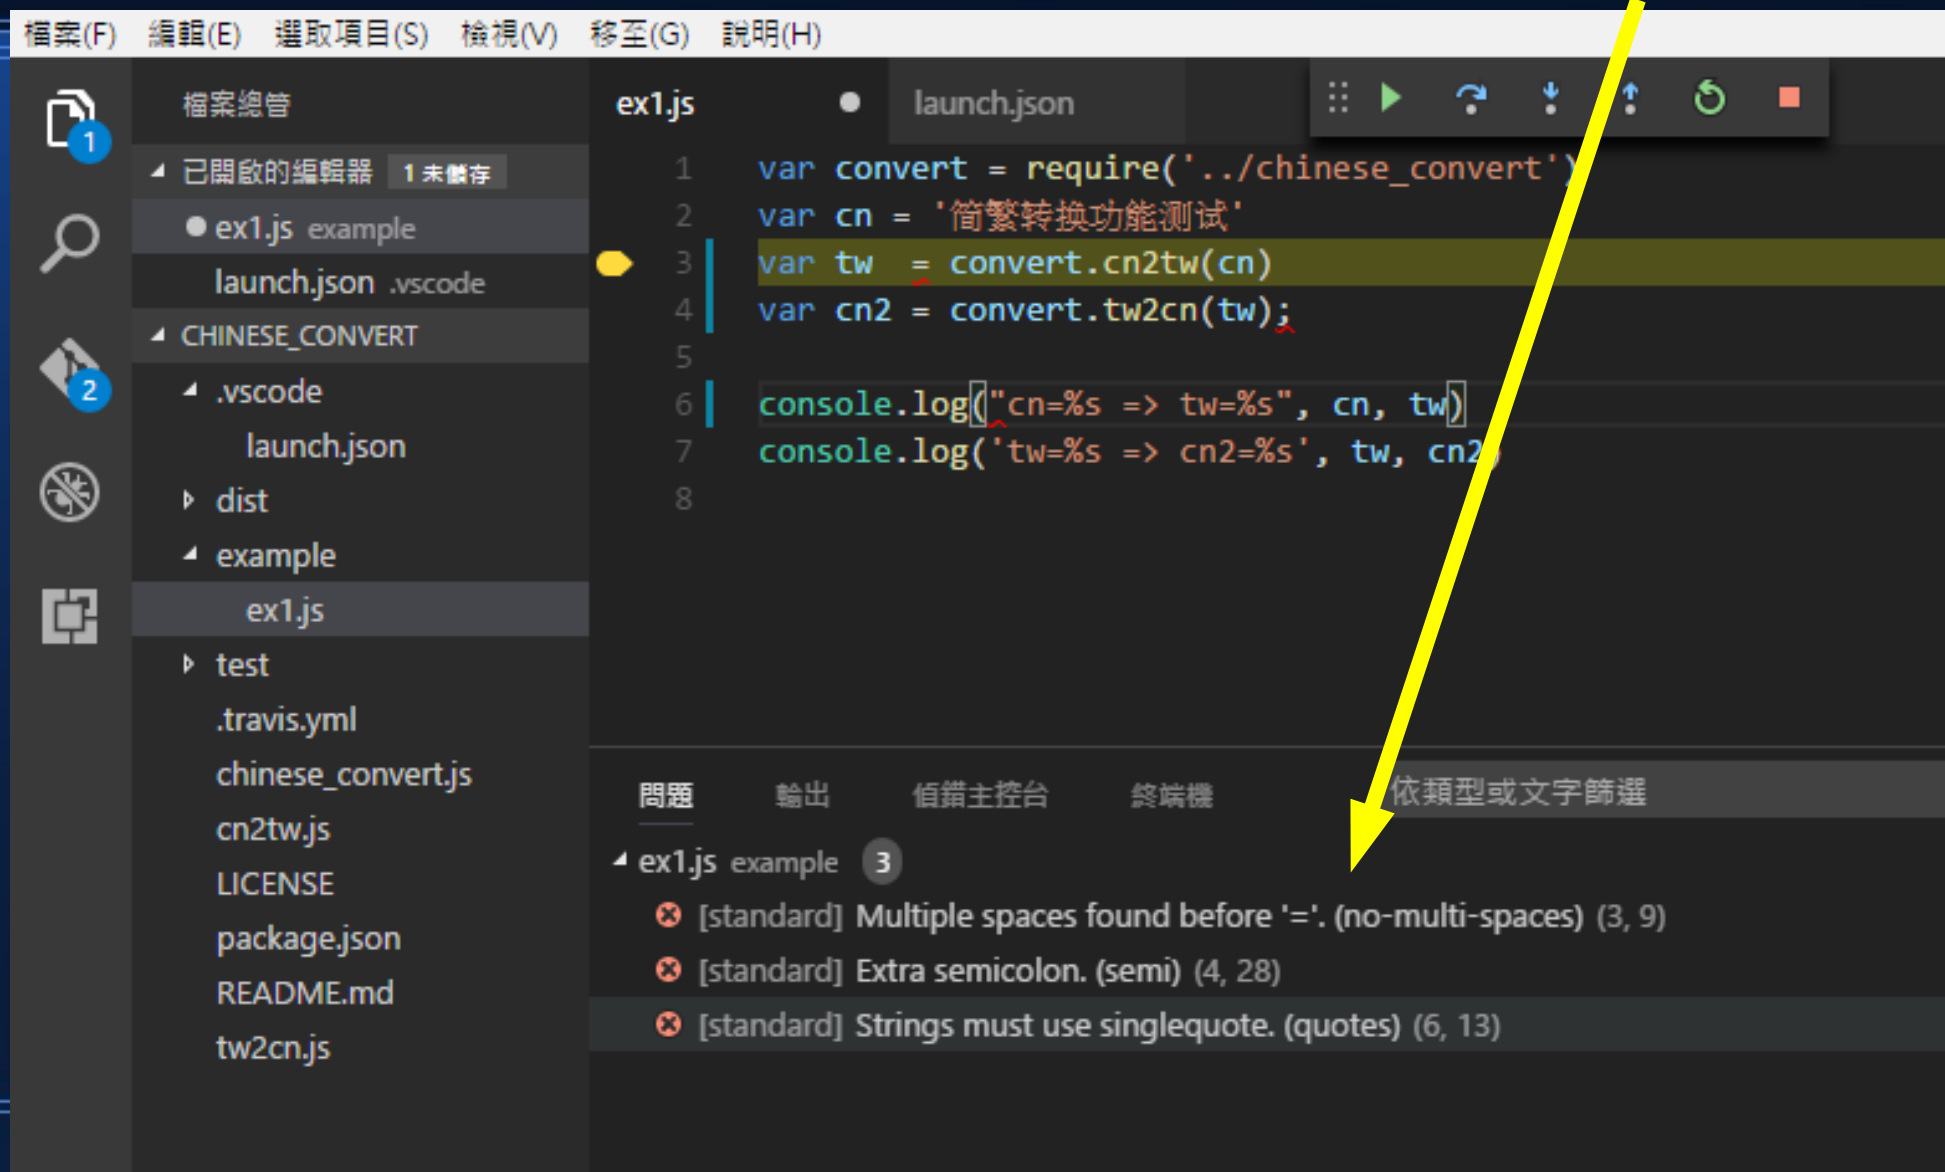 檔案(F) 編輯(E) 選取項目(S) 檢視(V) 移至(G) 說明(H)
檔案總管
1
已開啟的編輯器 1 未儲存
ex1.js example
launch.json .vscode
2
CHINESE_CONVERT
.vscode
launch.json
dist
example
ex1.js
test
.travis.yml
chinese_convert.js
cn2tw.js
LICENSE
package.json
README.md
tw2cn.js
ex1.js launch.json
1 var convert = require('../chinese_convert')
2 var cn = '简繁转换功能测试'
3 var tw  = convert.cn2tw(cn)
4 var cn2 = convert.tw2cn(tw);
5
6 console.log("cn=%s => tw=%s", cn, tw)
7 console.log('tw=%s => cn2=%s', tw, cn2)
8
問題 輸出 偵錯主控台 終端機 依類型或文字篩選
ex1.js example 3
[standard] Multiple spaces found before '='. (no-multi-spaces) (3, 9)
[standard] Extra semicolon. (semi) (4, 28)
[standard] Strings must use singlequote. (quotes) (6, 13)